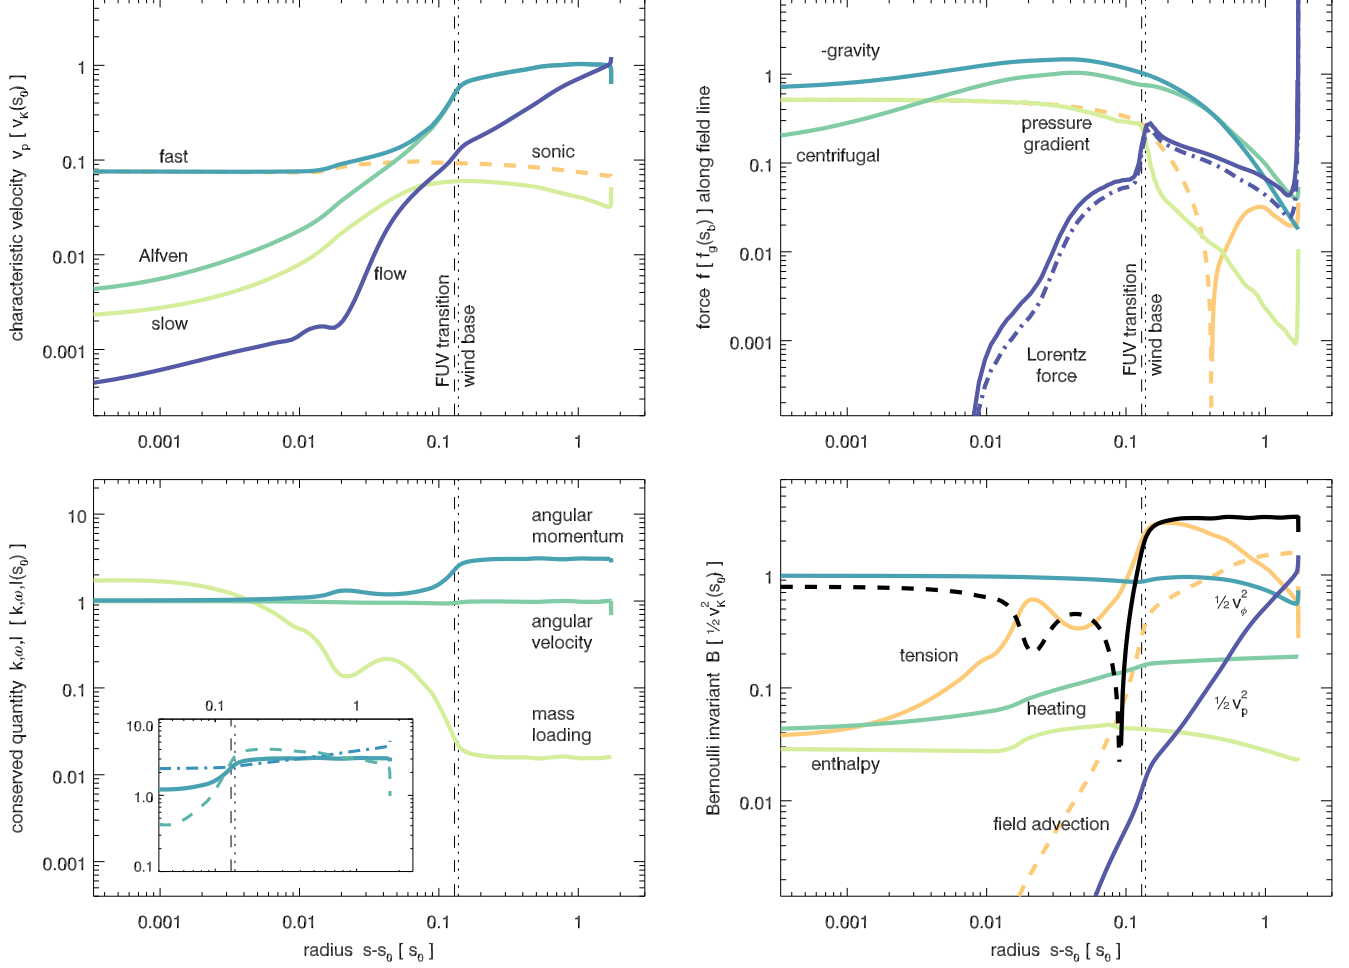 characteristic velocity v_p [ v_K(s_0) ]
1
0.1
0.01
0.001
fast
sonic
Alfven
slow
flow
FUV transition
wind base
0.001
0.01
0.1
1
force f [ f_g(s_b) ] along field line
1
0.1
0.01
0.001
-gravity
centrifugal
pressure
gradient
Lorentz
force
FUV transition
wind base
0.001
0.01
0.1
1
conserved quantity k,ω,l [ k,ω,l(s_0) ]
10
1
0.1
0.01
0.001
angular
momentum
angular
velocity
mass
loading
0.1
1
10.0
1.0
0.1
0.001
0.01
0.1
1
radius s-s_0 [ s_0 ]
Bernoulli invariant B [ ½ v_K^2(s_0) ]
1
0.1
0.01
tension
heating
enthalpy
field advection
½ v_ϕ^2
½ v_p^2
0.001
0.01
0.1
1
radius s-s_0 [ s_0 ]